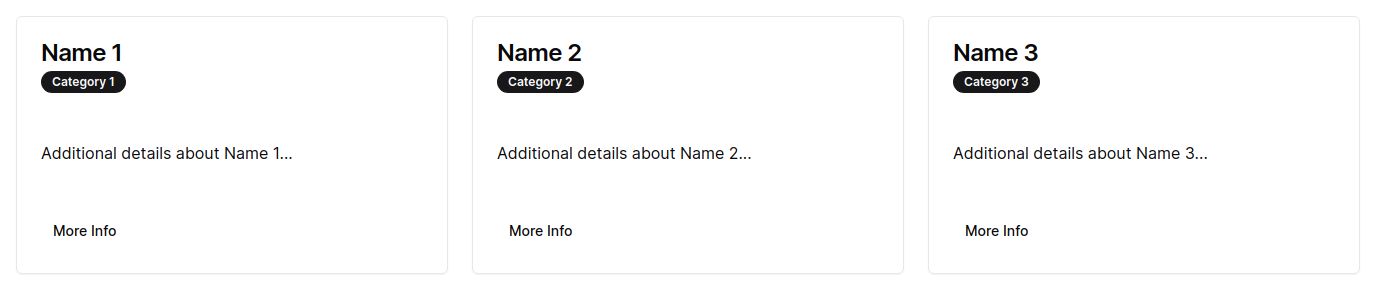 Name 1
Category 1
Additional details about Name 1...
More Info
Name 2
Category 2
Additional details about Name 2...
More Info
Name 3
Category 3
Additional details about Name 3...
More Info